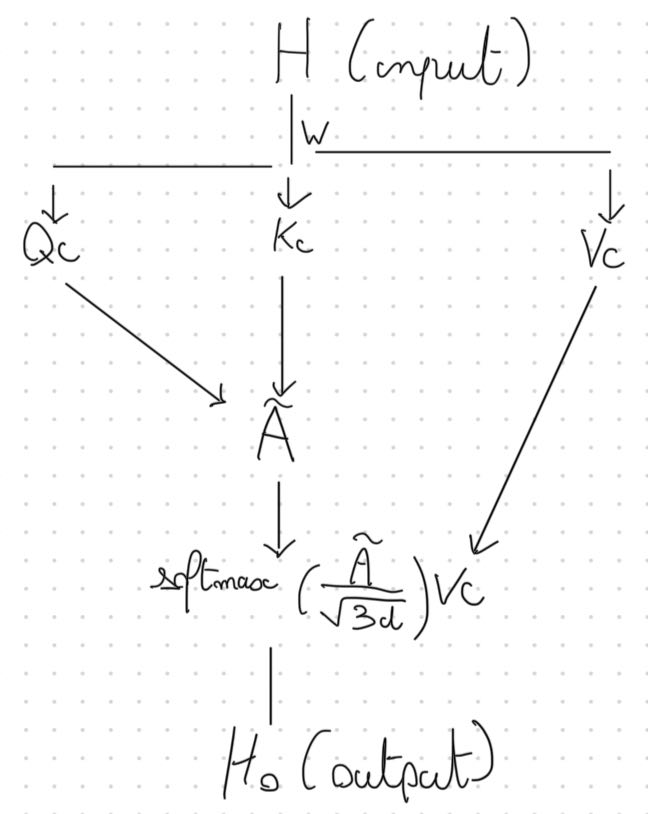 H (input)
W
Qc Kc Vc
Ã
softmax (Ã/√3d) Vc
Ho (output)